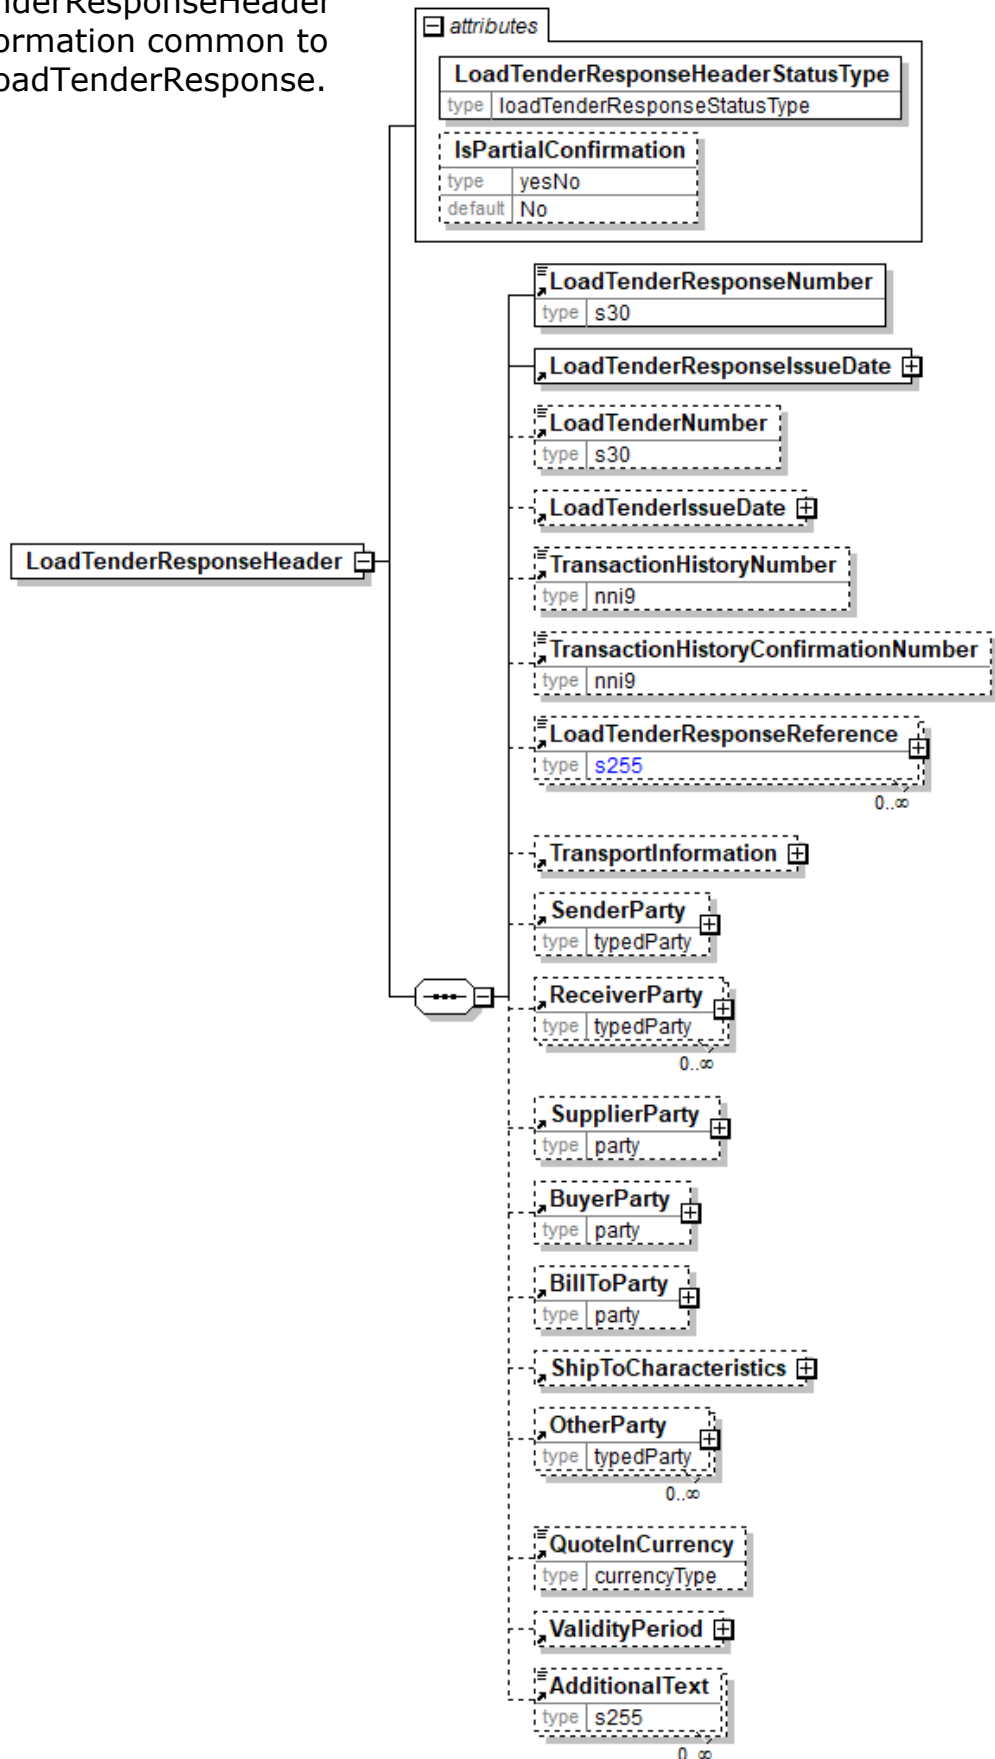 nderResponseHeader
ormation common to
oadTenderResponse.
attributes
LoadTenderResponseHeaderStatusType
type loadTenderResponseStatusType
IsPartialConfirmation
type yesNo
default No
LoadTenderResponseNumber
type s30
LoadTenderResponseIssueDate
LoadTenderNumber
type s30
LoadTenderIssueDate
LoadTenderResponseHeader
TransactionHistoryNumber
type nni9
TransactionHistoryConfirmationNumber
type nni9
LoadTenderResponseReference
type s255
0..∞
TransportInformation
SenderParty
type typedParty
ReceiverParty
type typedParty
0..∞
SupplierParty
type party
BuyerParty
type party
BillToParty
type party
ShipToCharacteristics
OtherParty
type typedParty
0..∞
QuoteInCurrency
type currencyType
ValidityPeriod
AdditionalText
type s255
0..∞